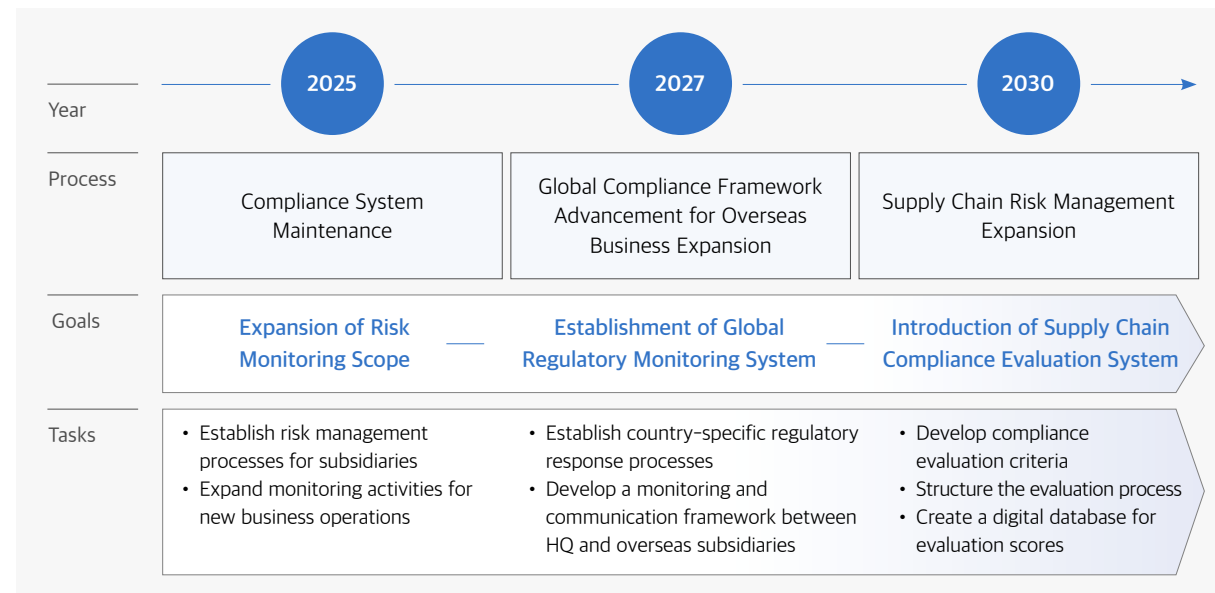 Year
2025
2027
2030
Process
Compliance System
Maintenance
Global Compliance Framework
Advancement for Overseas
Business Expansion
Supply Chain Risk Management
Expansion
Goals
Expansion of Risk
Monitoring Scope
Establishment of Global
Regulatory Monitoring System
Introduction of Supply Chain
Compliance Evaluation System
Tasks
• Establish risk management
processes for subsidiaries
• Expand monitoring activities for
new business operations
• Establish country-specific regulatory
response processes
• Develop a monitoring and
communication framework between
HQ and overseas subsidiaries
• Develop compliance
evaluation criteria
• Structure the evaluation process
• Create a digital database for
evaluation scores